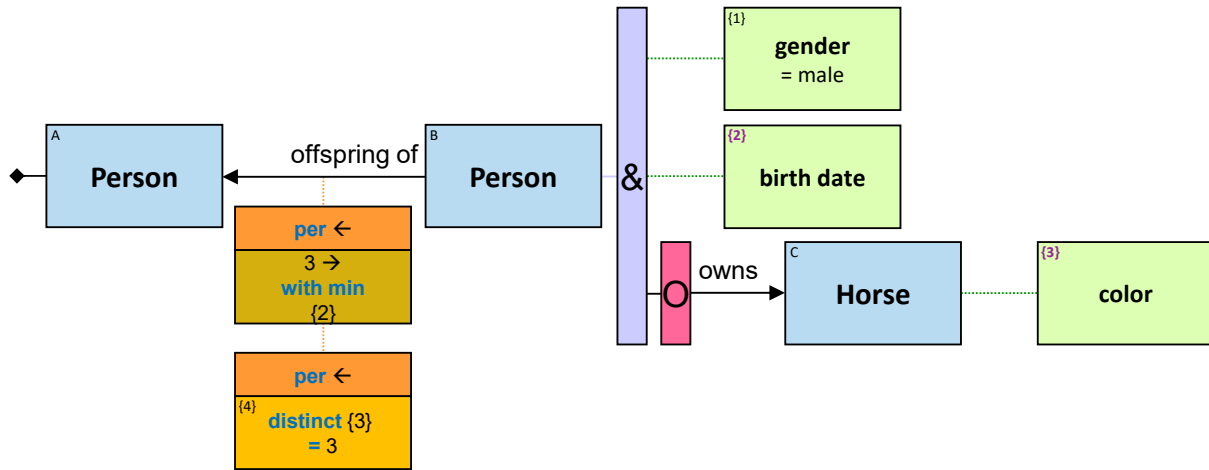 {1}
gender
= male
A
Person
offspring of
B
Person
&
{2}
birth date
per ←
3 →
with min
{2}
O
owns
C
Horse
{3}
color
per ←
{4}
distinct {3}
= 3